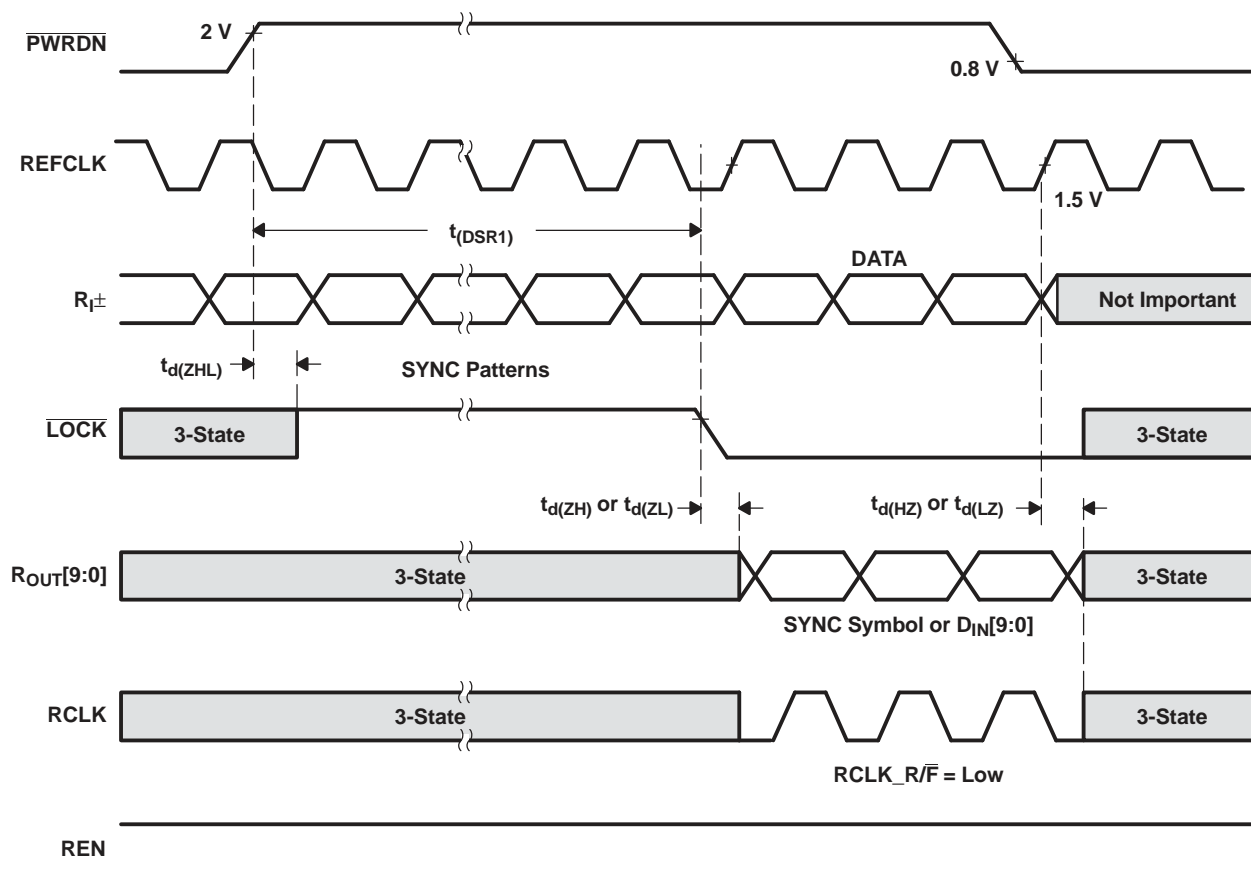 PWRDN
2 V
0.8 V
REFCLK
1.5 V
t(DSR1)
DATA
RI±
Not Important
td(ZHL)
SYNC Patterns
LOCK
3-State
3-State
td(ZH) or td(ZL)
td(HZ) or td(LZ)
ROUT[9:0]
3-State
3-State
SYNC Symbol or DIN[9:0]
RCLK
3-State
3-State
RCLK_R/F̅ = Low
REN